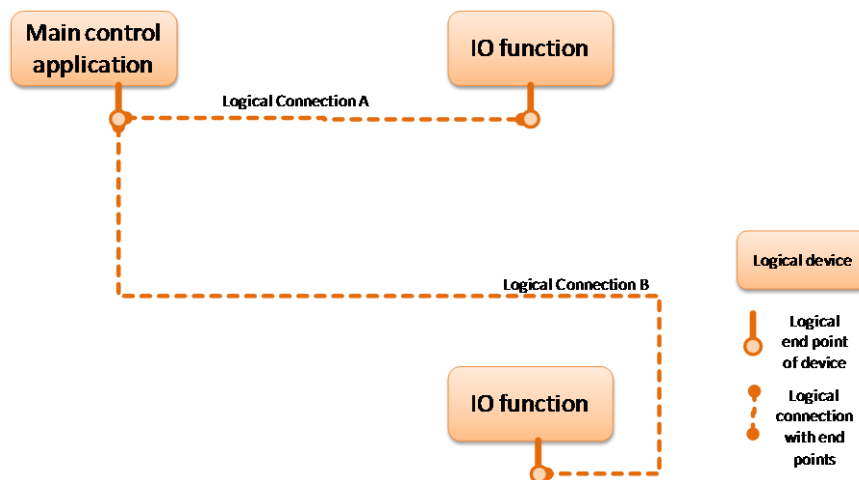 Main control
application
IO function
Logical Connection A
Logical Connection B
IO function
Logical device
Logical
end point
of device
Logical
connection
with end
points